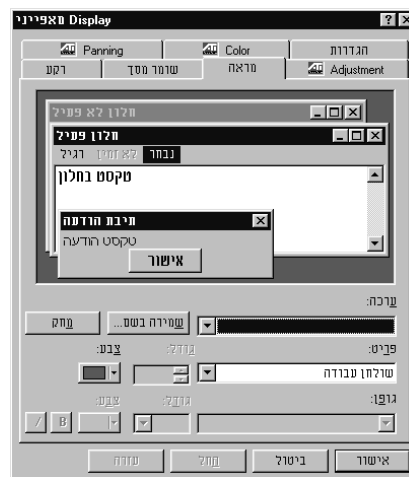 מאפייני Display
Panning
Color
הגדרות
רקע
שומר מסך
מראה
Adjustment
חלון לא פעיל
חלון פעיל
רגיל
לא זמין
נבחר
טקסט בחלון
תיבת הודעה
טקסט הודעה
אישור
ערכה:
שמירה בשם...
מחק
פריט:
גודל:
צבע:
שולחן עבודה
גופן:
גודל:
צבע:
B
/
אישור
ביטול
החל
עזרה